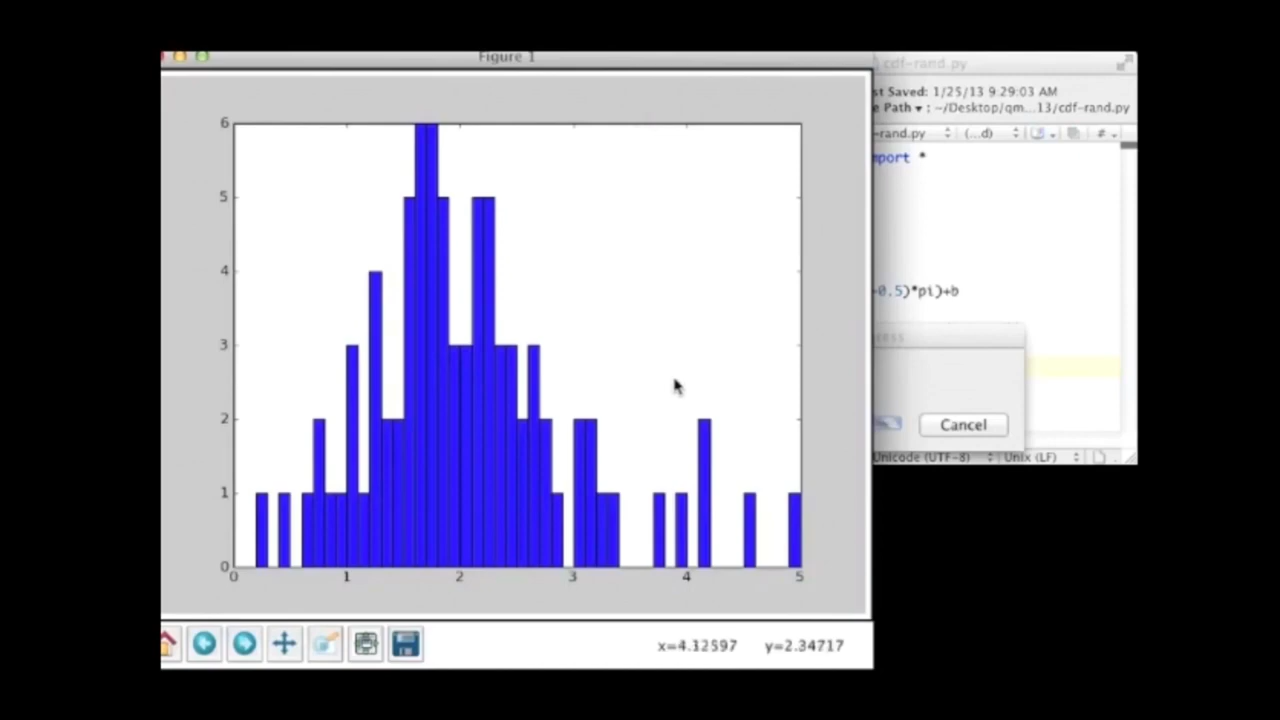 Figure 1
cdf-rand.py
st Saved: 1/25/13 9:29:03 AM
e Path ▾ : ~/Desktop/qm...13/cdf-rand.py
-rand.py (...d) # 
mport *
-0.5)*pi)+b
Cancel
Unicode (UTF-8) Unix (LF)
6
5
4
3
2
1
0
0 1 2 3 4 5
x=4.12597 y=2.34717